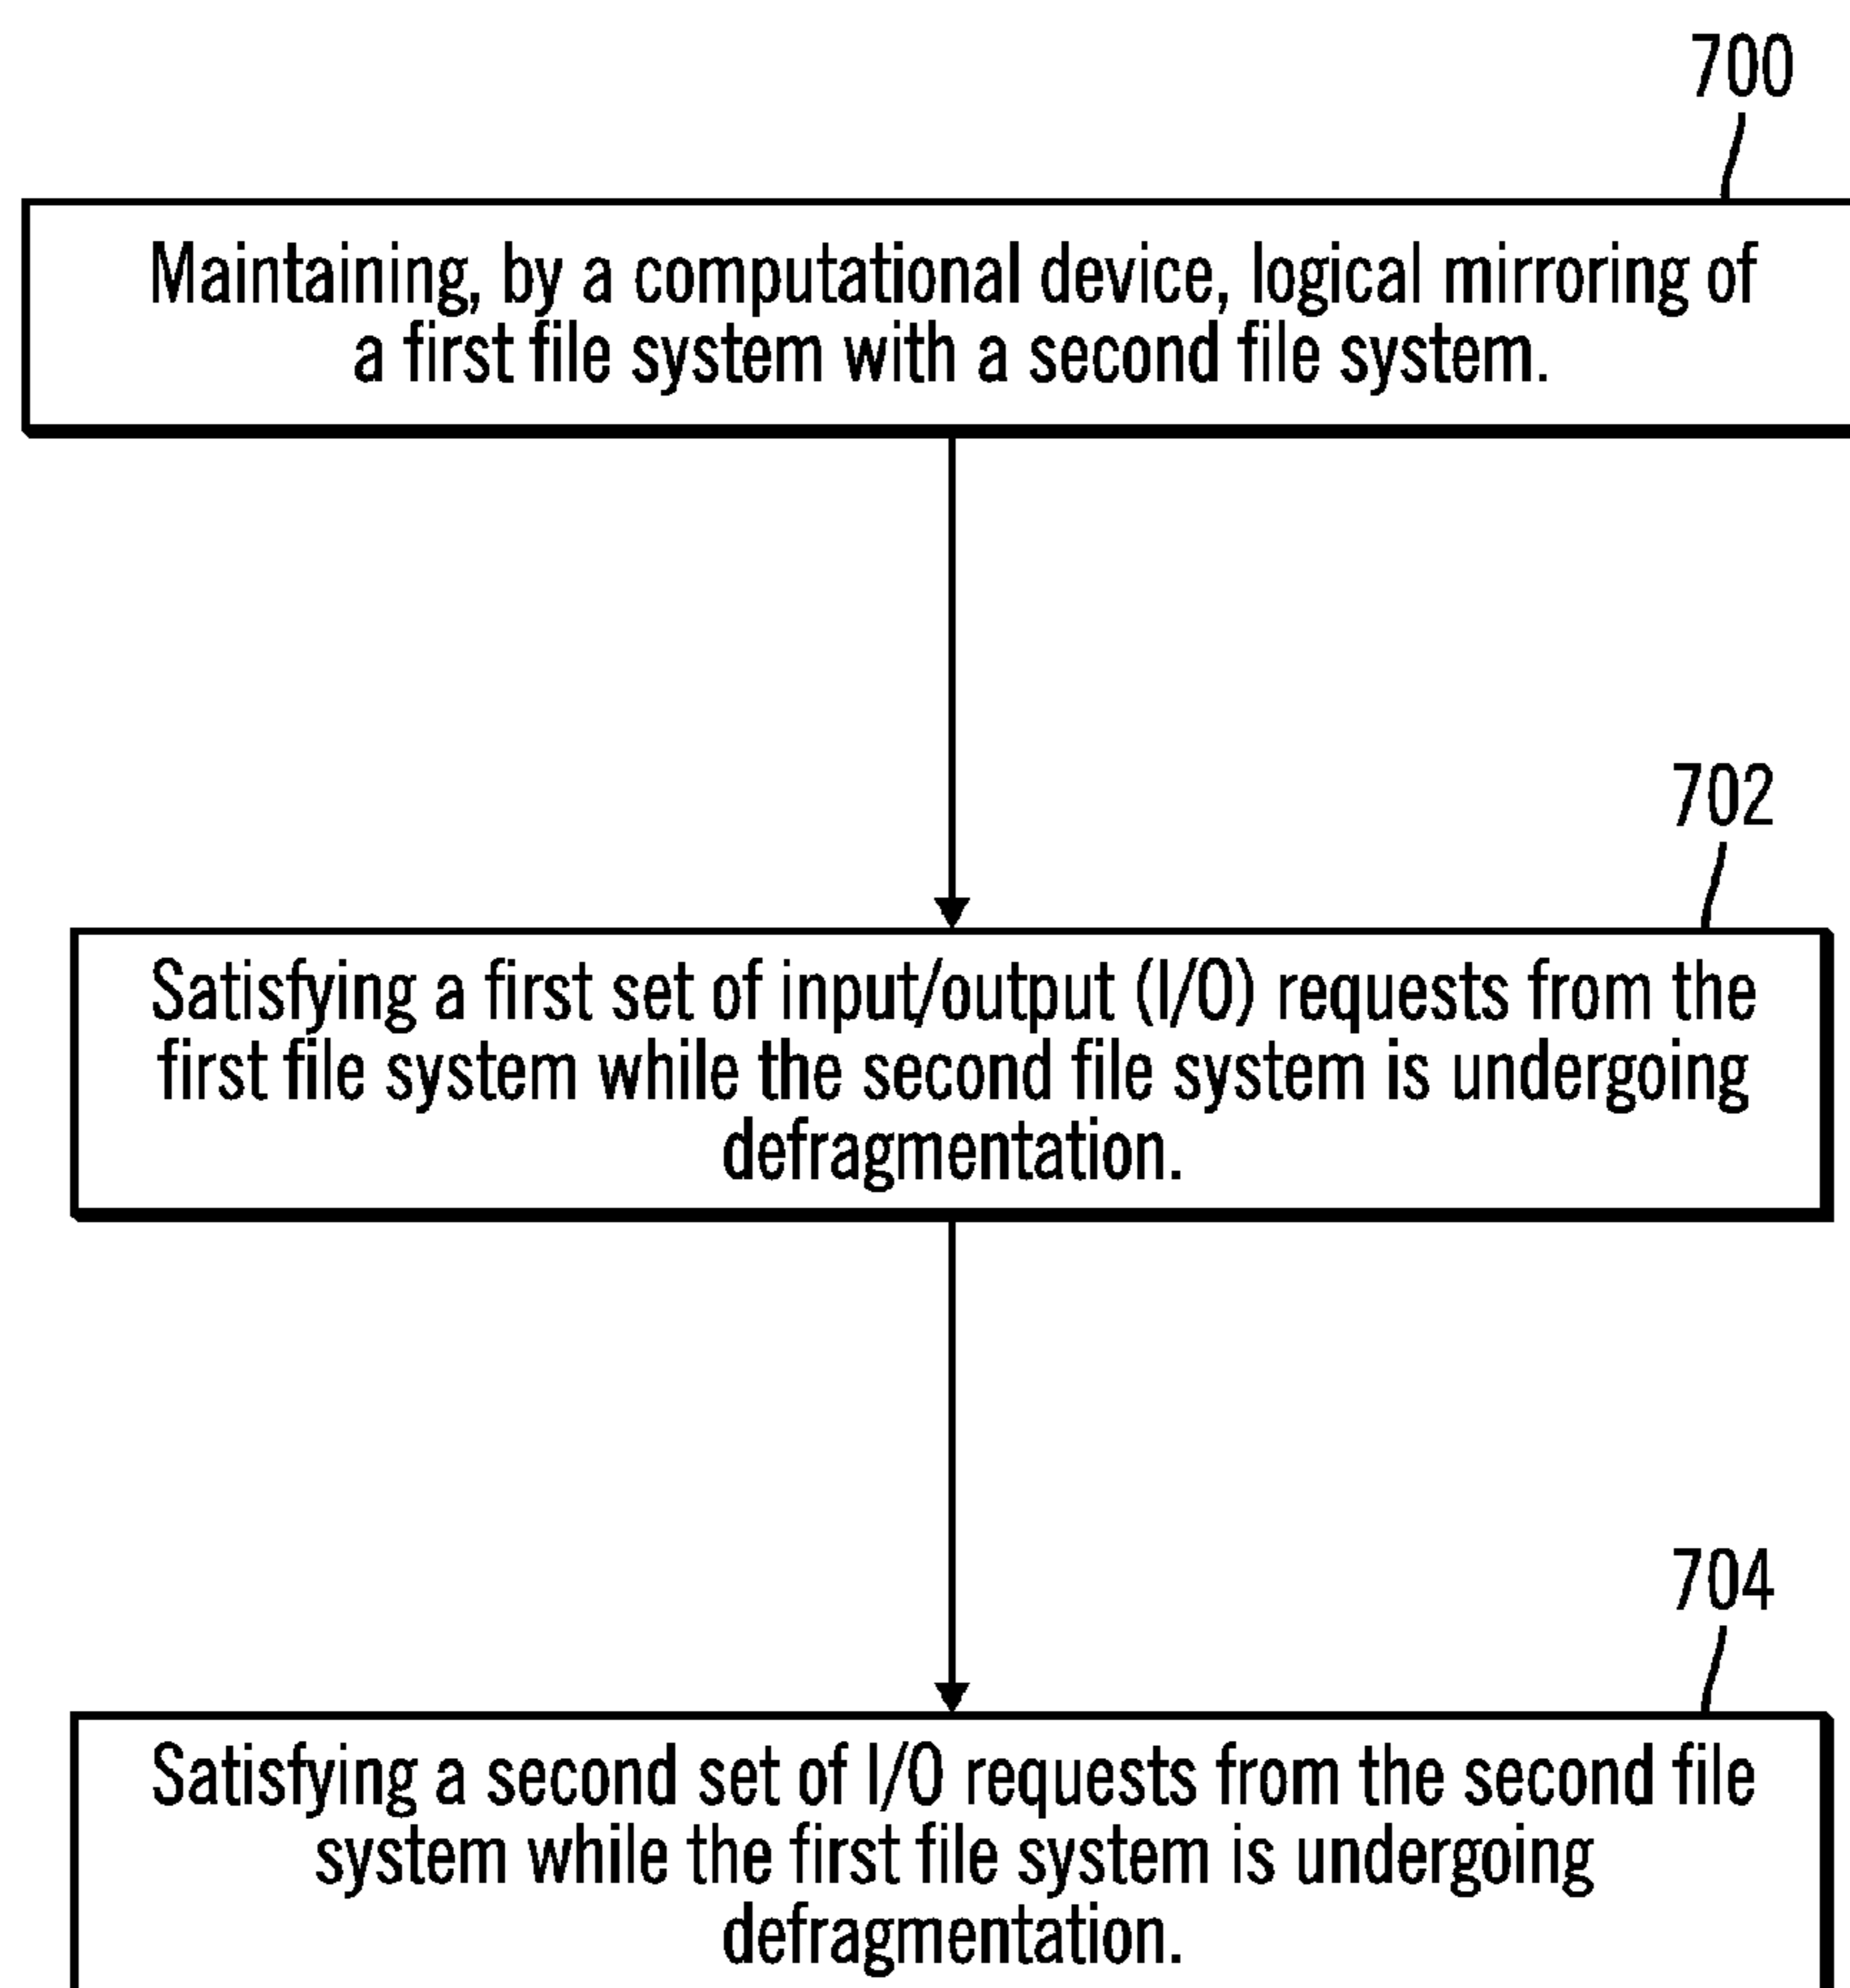 700
Maintaining, by a computational device, logical mirroring of
a first file system with a second file system.
702
Satisfying a first set of input/output (I/O) requests from the
first file system while the second file system is undergoing
defragmentation.
704
Satisfying a second set of I/O requests from the second file
system while the first file system is undergoing
defragmentation.